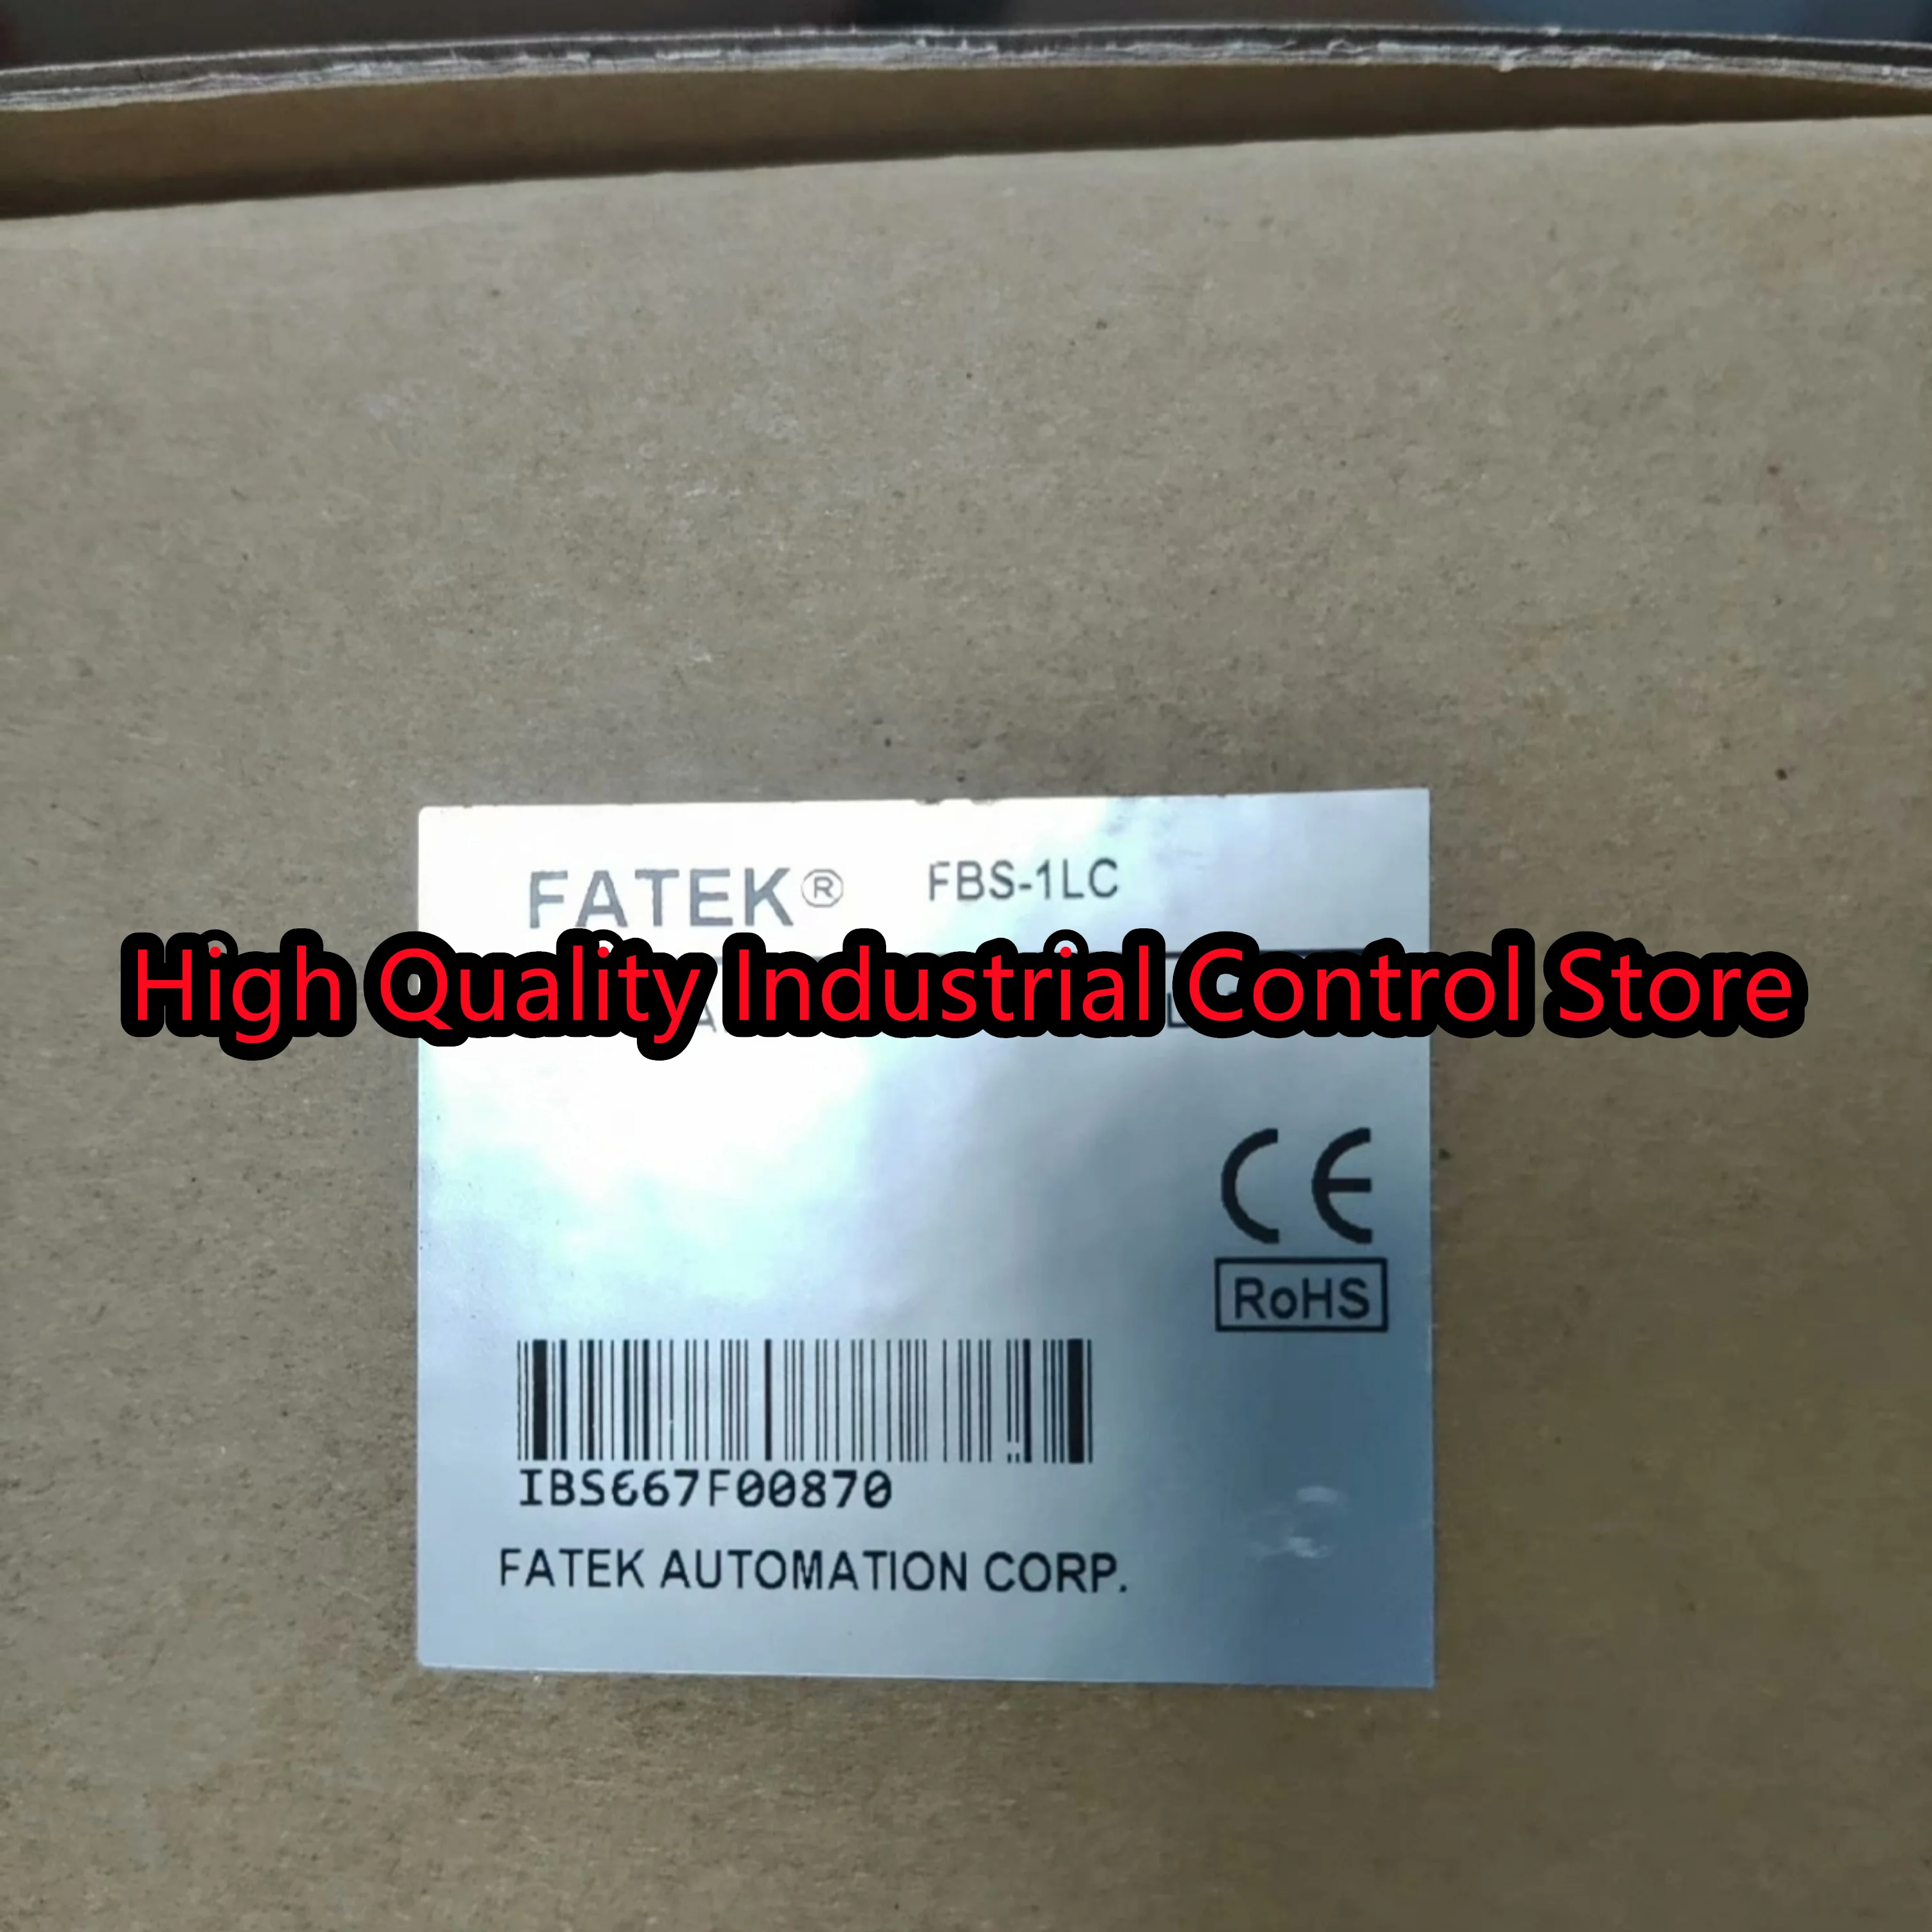 FATEK® FBS-1LC
High Quality Industrial Control Store
CE
RoHS
IBS667F00870
FATEK AUTOMATION CORP.